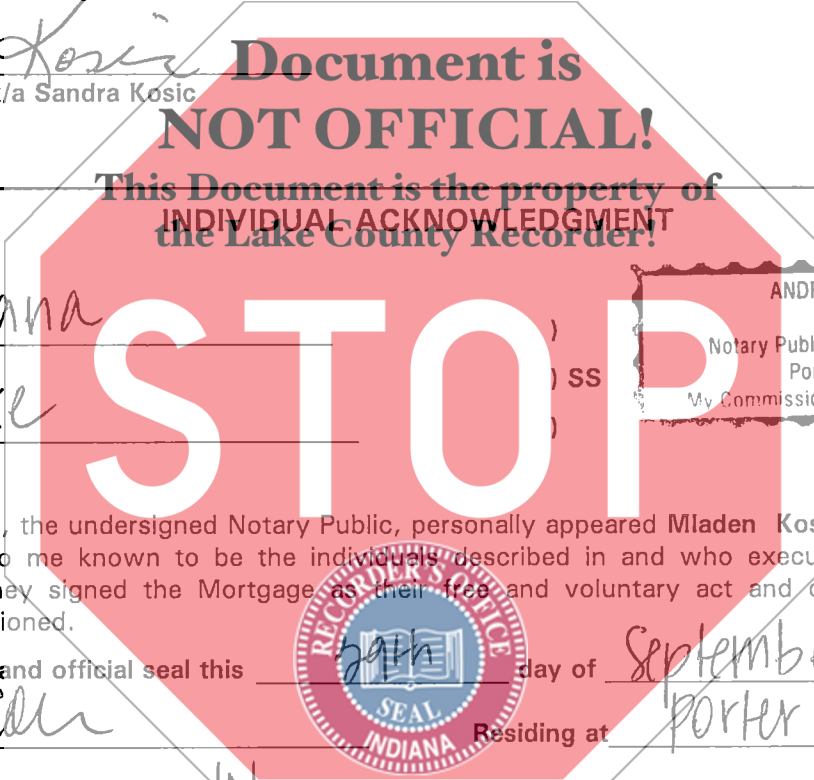 Kosic
/a Sandra Kosic
Document is
NOT OFFICIAL!
This Document is the property of
the Lake County Recorder!
INDIVIDUAL ACKNOWLEDGMENT
STOP
ana
)
) SS
)
e
AND
Notary Publ
Po
My Commissio
, the undersigned Notary Public, personally appeared Mladen Kos
o me known to be the individuals described in and who execu
ey signed the Mortgage as their free and voluntary act and
ioned.
and official seal this day of Septemb
Residing at Porter
RECORDER'S OFFICE
SEAL
INDIANA